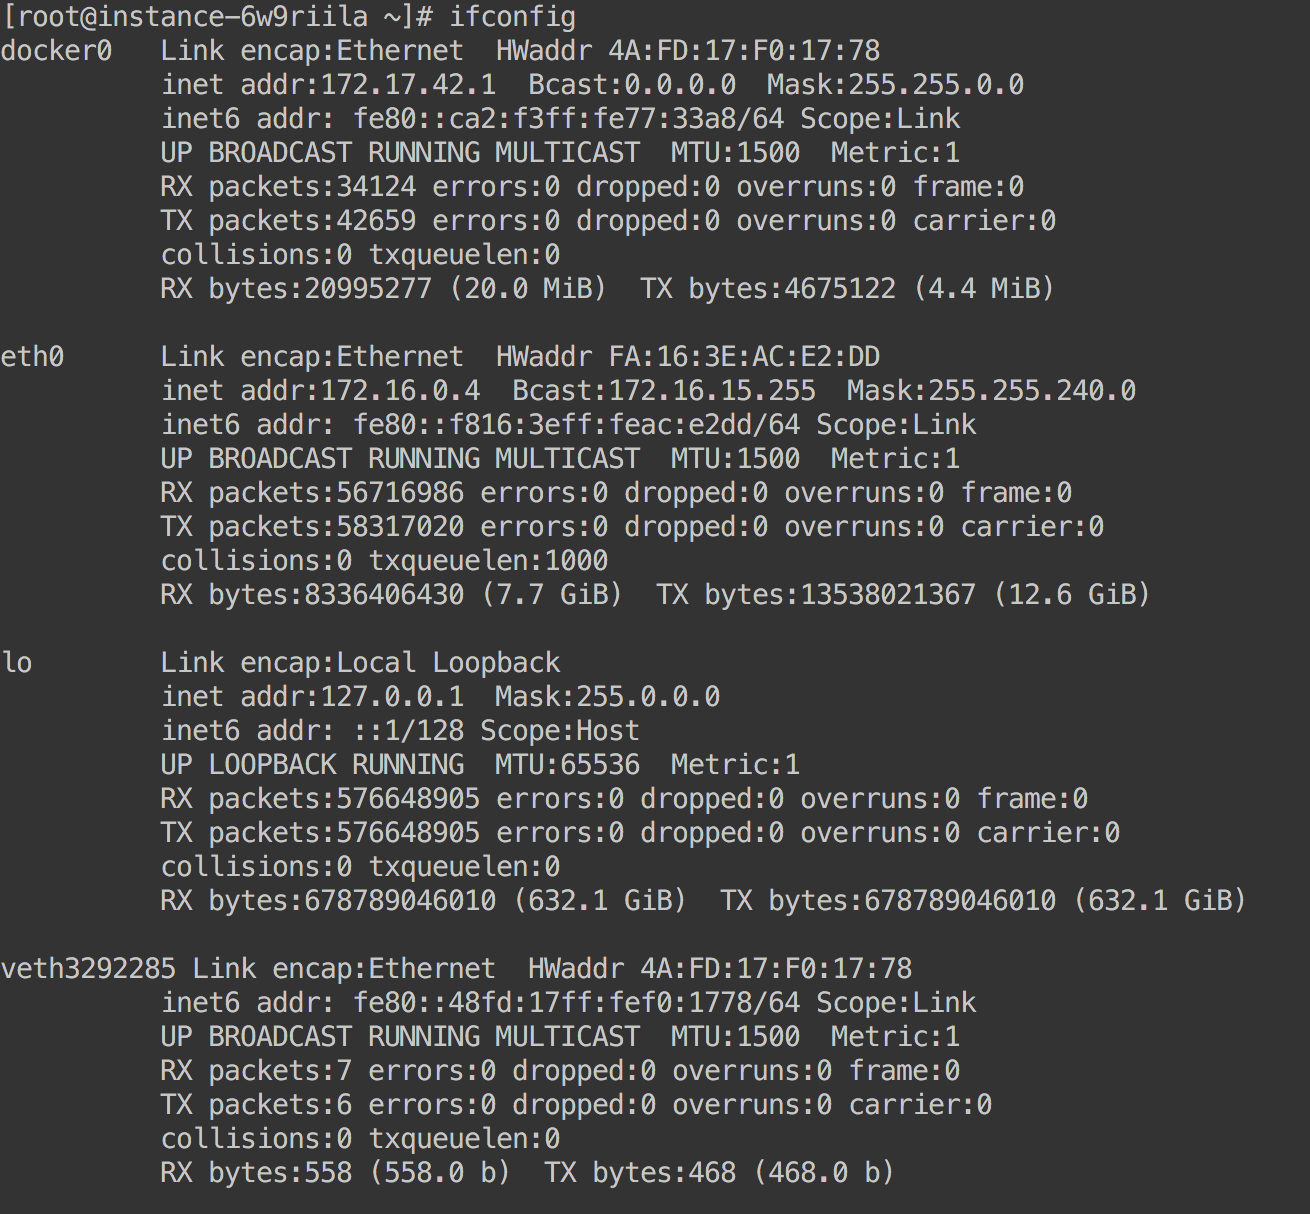 [root@instance-6w9riila ~]# ifconfig
docker0   Link encap:Ethernet  HWaddr 4A:FD:17:F0:17:78
          inet addr:172.17.42.1  Bcast:0.0.0.0  Mask:255.255.0.0
          inet6 addr: fe80::ca2:f3ff:fe77:33a8/64 Scope:Link
          UP BROADCAST RUNNING MULTICAST  MTU:1500  Metric:1
          RX packets:34124 errors:0 dropped:0 overruns:0 frame:0
          TX packets:42659 errors:0 dropped:0 overruns:0 carrier:0
          collisions:0 txqueuelen:0
          RX bytes:20995277 (20.0 MiB)  TX bytes:4675122 (4.4 MiB)

eth0      Link encap:Ethernet  HWaddr FA:16:3E:AC:E2:DD
          inet addr:172.16.0.4  Bcast:172.16.15.255  Mask:255.255.240.0
          inet6 addr: fe80::f816:3eff:feac:e2dd/64 Scope:Link
          UP BROADCAST RUNNING MULTICAST  MTU:1500  Metric:1
          RX packets:56716986 errors:0 dropped:0 overruns:0 frame:0
          TX packets:58317020 errors:0 dropped:0 overruns:0 carrier:0
          collisions:0 txqueuelen:1000
          RX bytes:8336406430 (7.7 GiB)  TX bytes:13538021367 (12.6 GiB)

lo        Link encap:Local Loopback
          inet addr:127.0.0.1  Mask:255.0.0.0
          inet6 addr: ::1/128 Scope:Host
          UP LOOPBACK RUNNING  MTU:65536  Metric:1
          RX packets:576648905 errors:0 dropped:0 overruns:0 frame:0
          TX packets:576648905 errors:0 dropped:0 overruns:0 carrier:0
          collisions:0 txqueuelen:0
          RX bytes:678789046010 (632.1 GiB)  TX bytes:678789046010 (632.1 GiB)

veth3292285 Link encap:Ethernet  HWaddr 4A:FD:17:F0:17:78
          inet6 addr: fe80::48fd:17ff:fef0:1778/64 Scope:Link
          UP BROADCAST RUNNING MULTICAST  MTU:1500  Metric:1
          RX packets:7 errors:0 dropped:0 overruns:0 frame:0
          TX packets:6 errors:0 dropped:0 overruns:0 carrier:0
          collisions:0 txqueuelen:0
          RX bytes:558 (558.0 b)  TX bytes:468 (468.0 b)